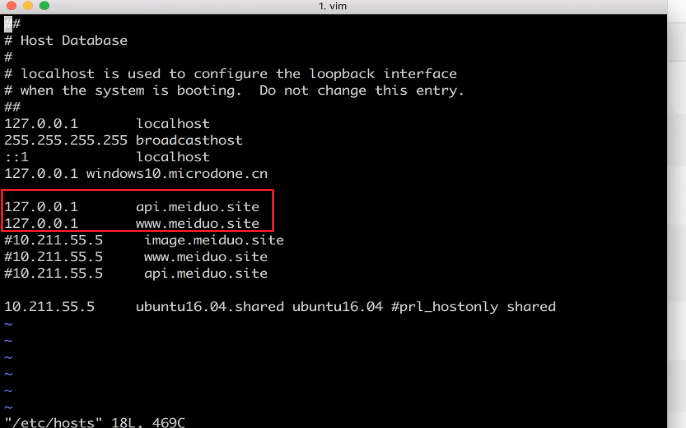 1. vim
##
# Host Database
#
# localhost is used to configure the loopback interface
# when the system is booting.  Do not change this entry.
##
127.0.0.1       localhost
255.255.255.255 broadcasthost
::1             localhost
127.0.0.1 windows10.microdone.cn
127.0.0.1       api.meiduo.site
127.0.0.1       www.meiduo.site
#10.211.55.5     image.meiduo.site
#10.211.55.5     www.meiduo.site
#10.211.55.5     api.meiduo.site
10.211.55.5     ubuntu16.04.shared ubuntu16.04 #prl_hostonly shared
~
~
~
~
~
~
"/etc/hosts" 18L, 469C